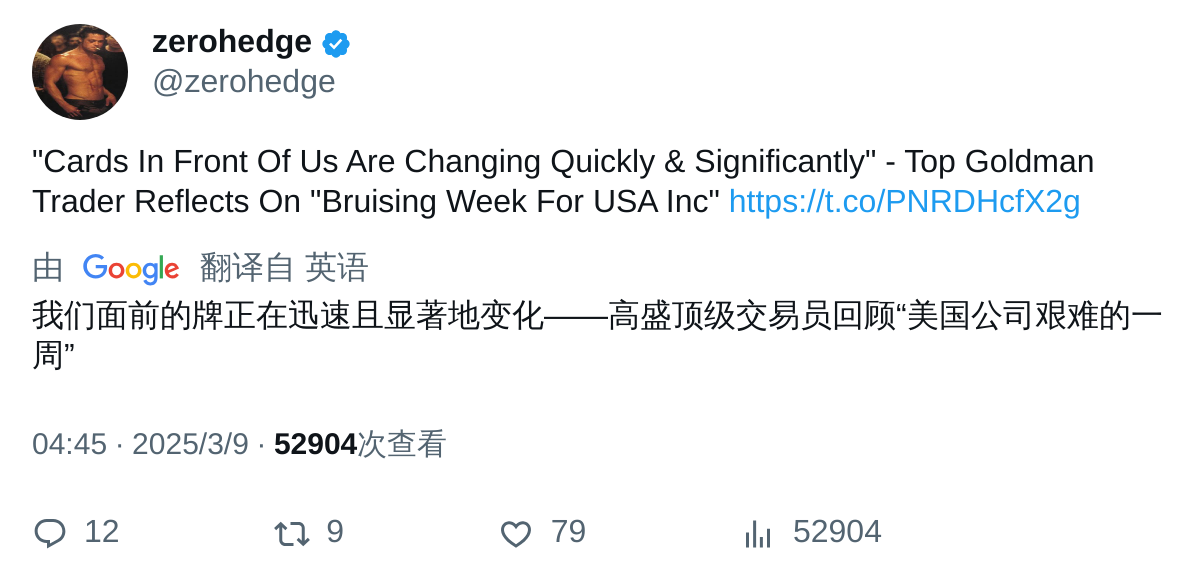 zerohedge
@zerohedge
"Cards In Front Of Us Are Changing Quickly & Significantly" - Top Goldman
Trader Reflects On "Bruising Week For USA Inc" https://t.co/PNRDHcfX2g
由 Google 翻译自 英语
我们面前的牌正在迅速且显著地变化——高盛顶级交易员回顾“美国公司艰难的一
周”
04:45 · 2025/3/9 · 52904次查看
12 9 79 52904